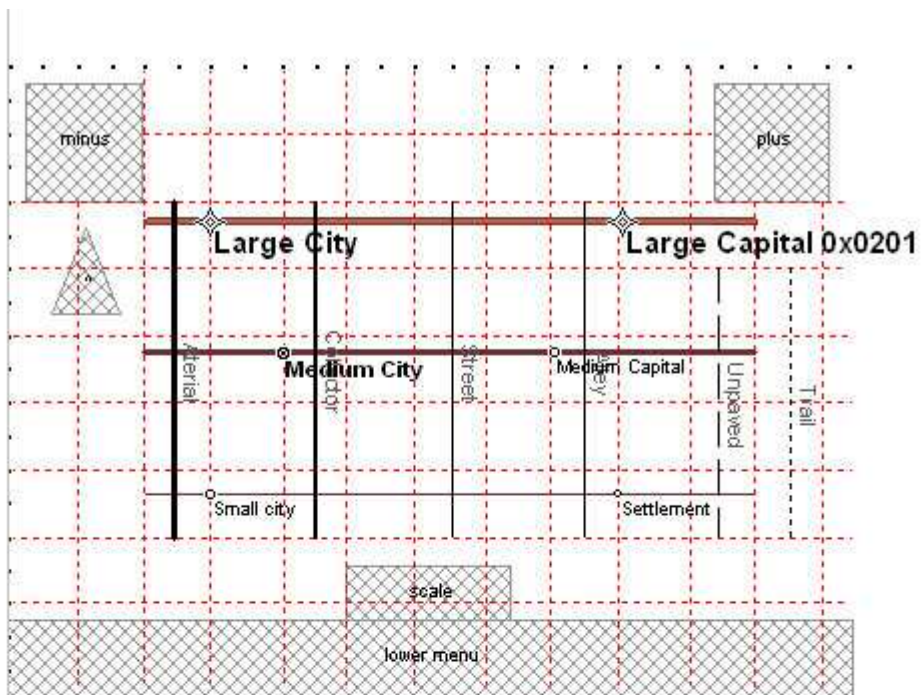 minus
plus
Large City
Large Capital 0x0201
Aterial
Collector
Street
Alley
Unpaved
Trail
Medium City
Medium Capital
Small city
Settlement
scale
lower menu